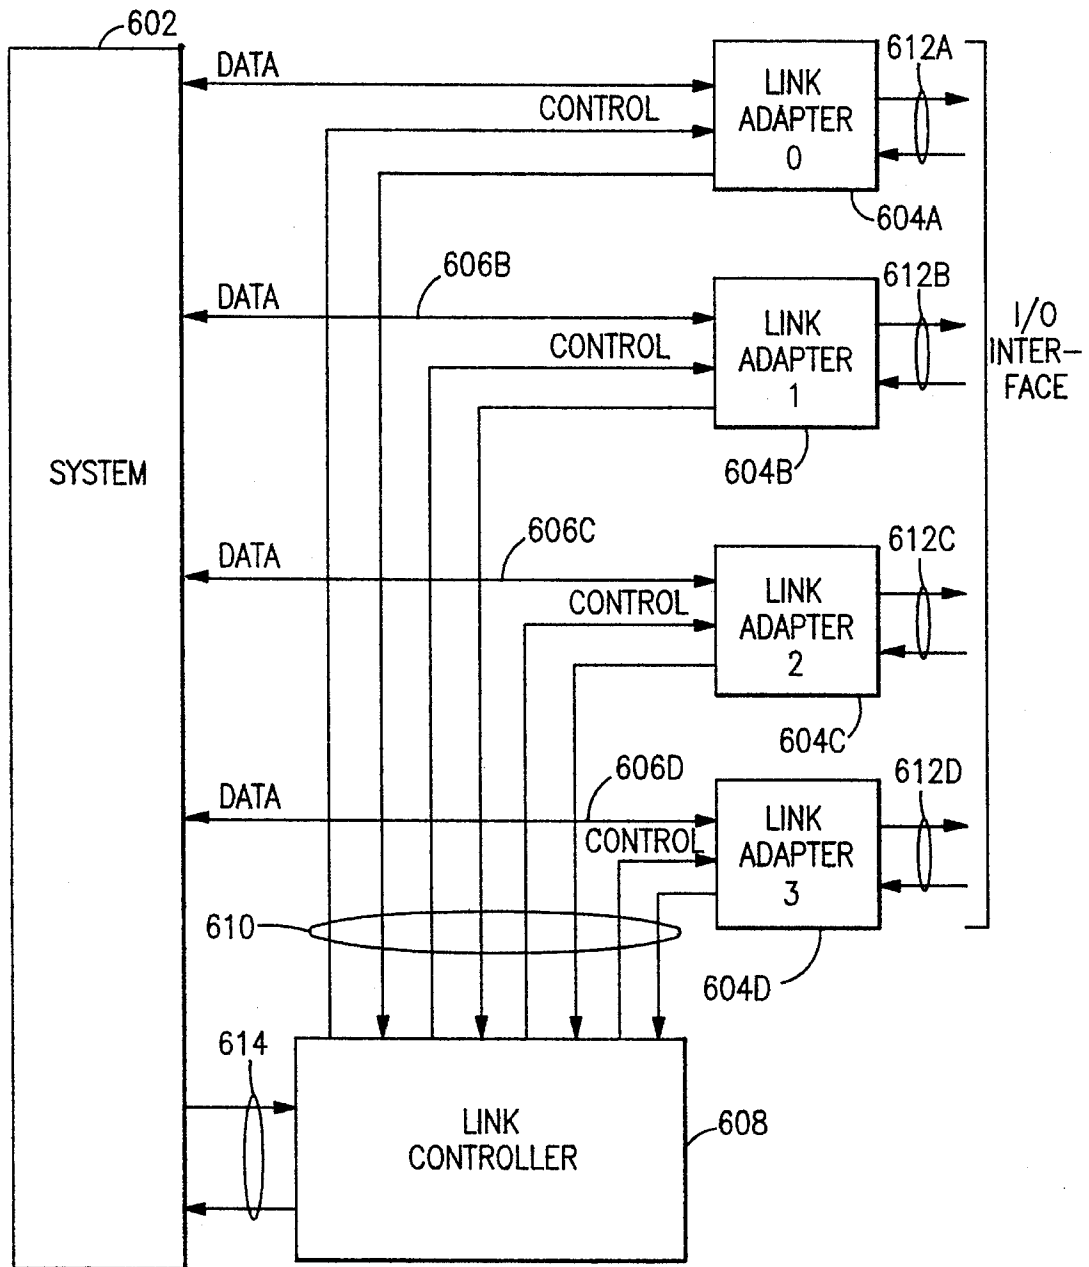 602
DATA
CONTROL
LINK
ADAPTER
0
612A
604A
606B
DATA
CONTROL
LINK
ADAPTER
1
612B
604B
I/O
INTER-
FACE
SYSTEM
606C
DATA
CONTROL
LINK
ADAPTER
2
612C
604C
606D
DATA
CONTROL
LINK
ADAPTER
3
612D
604D
610
614
LINK
CONTROLLER
608